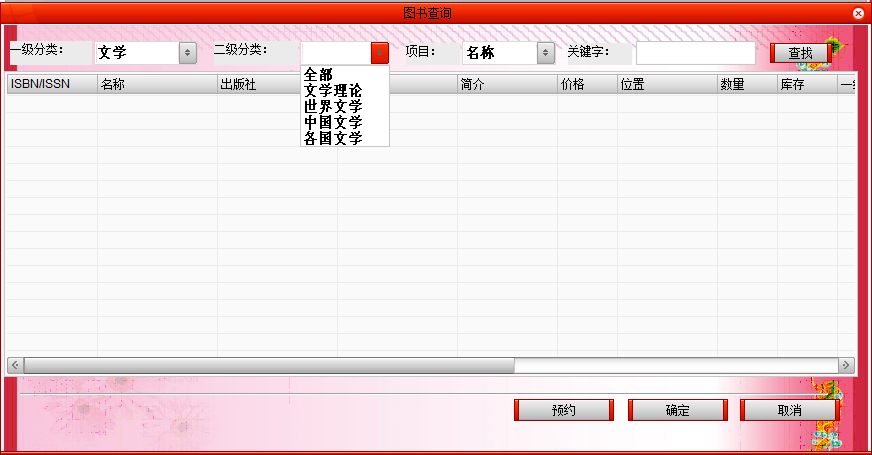 图书查询
一级分类： 文学 二级分类： 项目： 名称 关键字： 查找
全部
文学理论
世界文学
中国文学
各国文学
ISBN/ISSN 名称 出版社 简介 价格 位置 数量 库存
预约 确定 取消